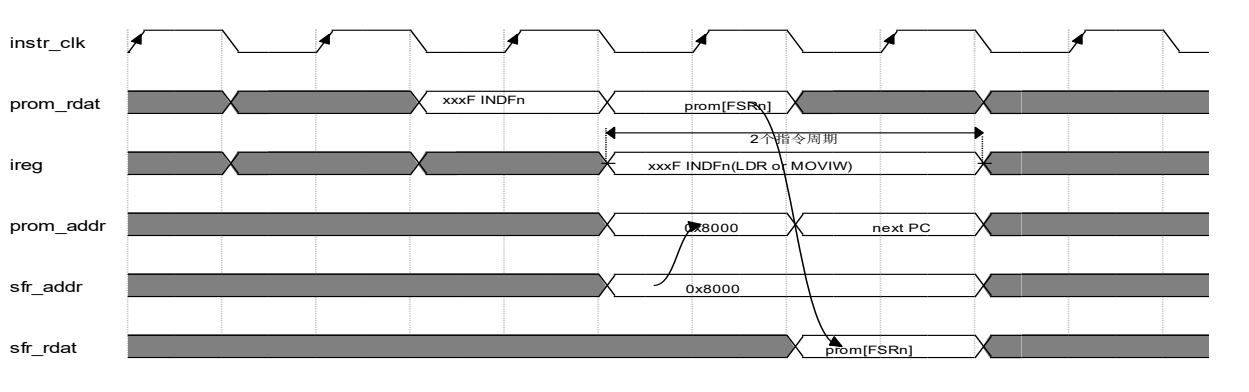 instr_clk
prom_rdat xxxF INDFn prom[FSRn]
2个指令周期
ireg xxxF INDFn(LDR or MOVIW)
prom_addr 0x8000 next PC
sfr_addr 0x8000
sfr_rdat prom[FSRn]